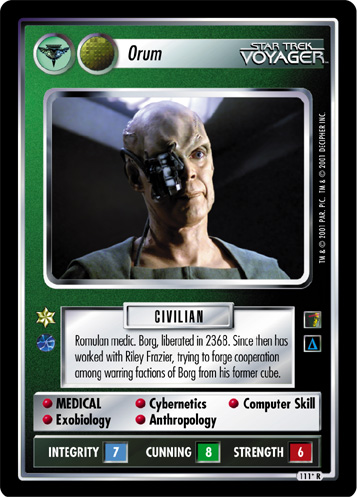 Orum
STAR TREK
VOYAGER™
TM & © 2001 PAR. PIC. TM & © 2001 DECIPHER INC.
CIVILIAN
Romulan medic. Borg, liberated in 2368. Since then has
worked with Riley Frazier, trying to forge cooperation
among warring factions of Borg from his former cube.
MEDICAL Cybernetics Computer Skill
Exobiology Anthropology
INTEGRITY 7 CUNNING 8 STRENGTH 6
111+ R